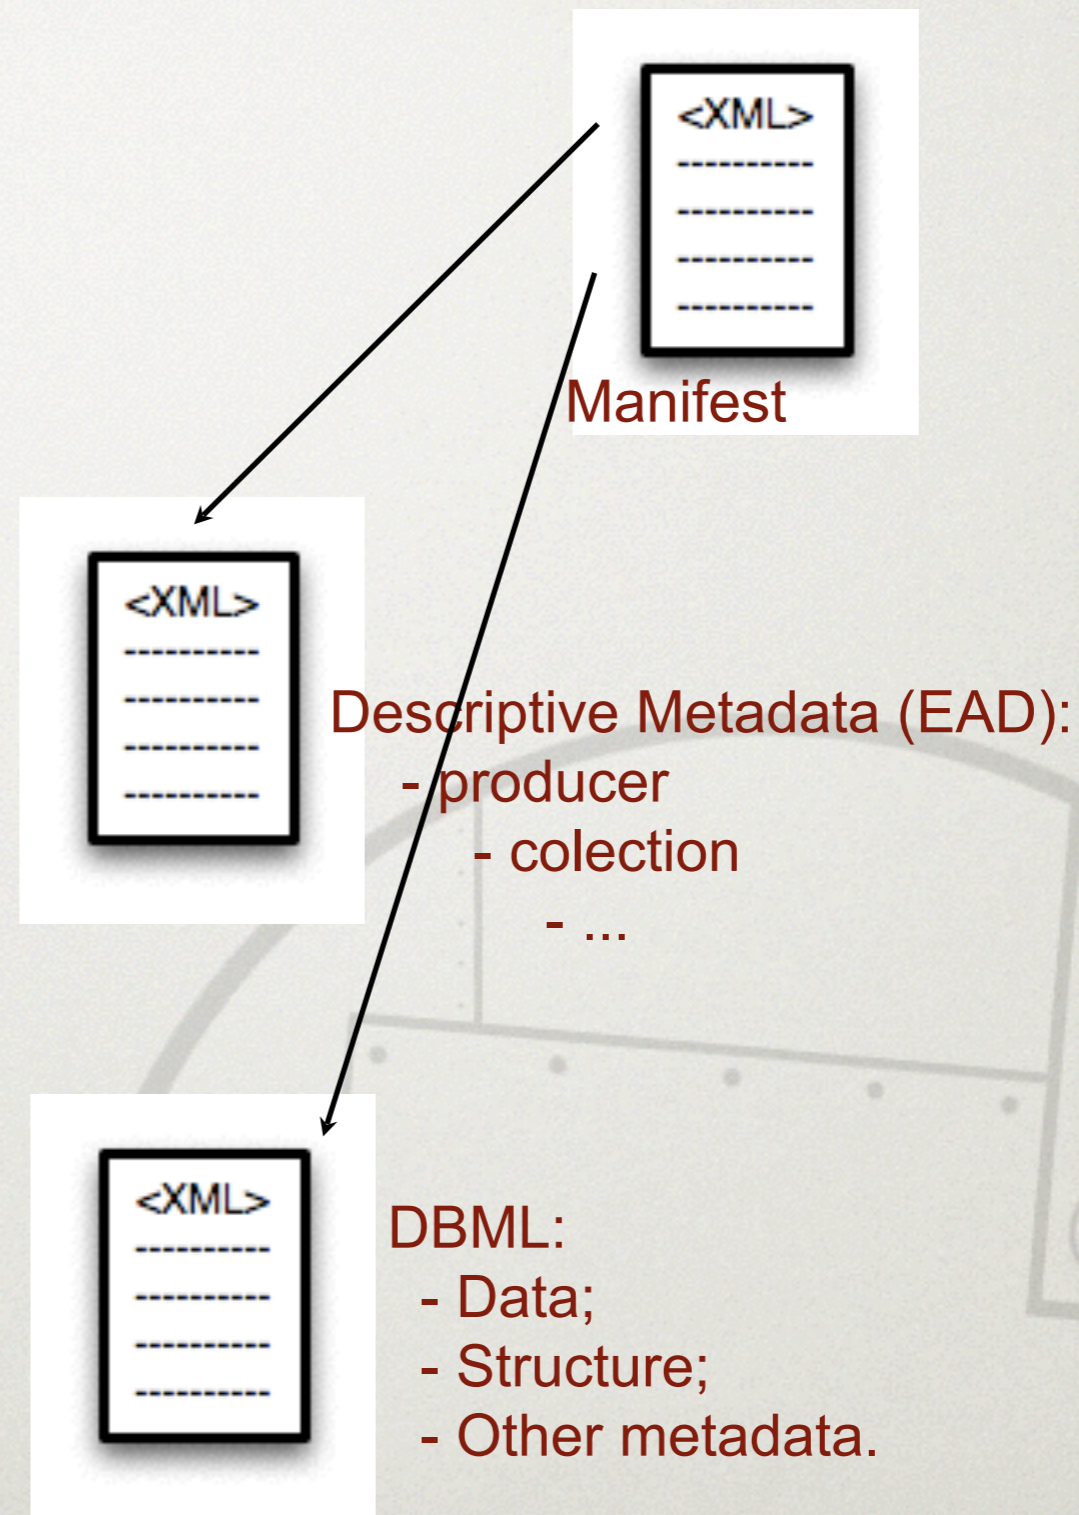 <XML>
----------
----------
----------
----------
Manifest
<XML>
----------
----------
----------
----------
Descriptive Metadata (EAD):
- producer
- colection
- ...
<XML>
----------
----------
----------
----------
DBML:
- Data;
- Structure;
- Other metadata.